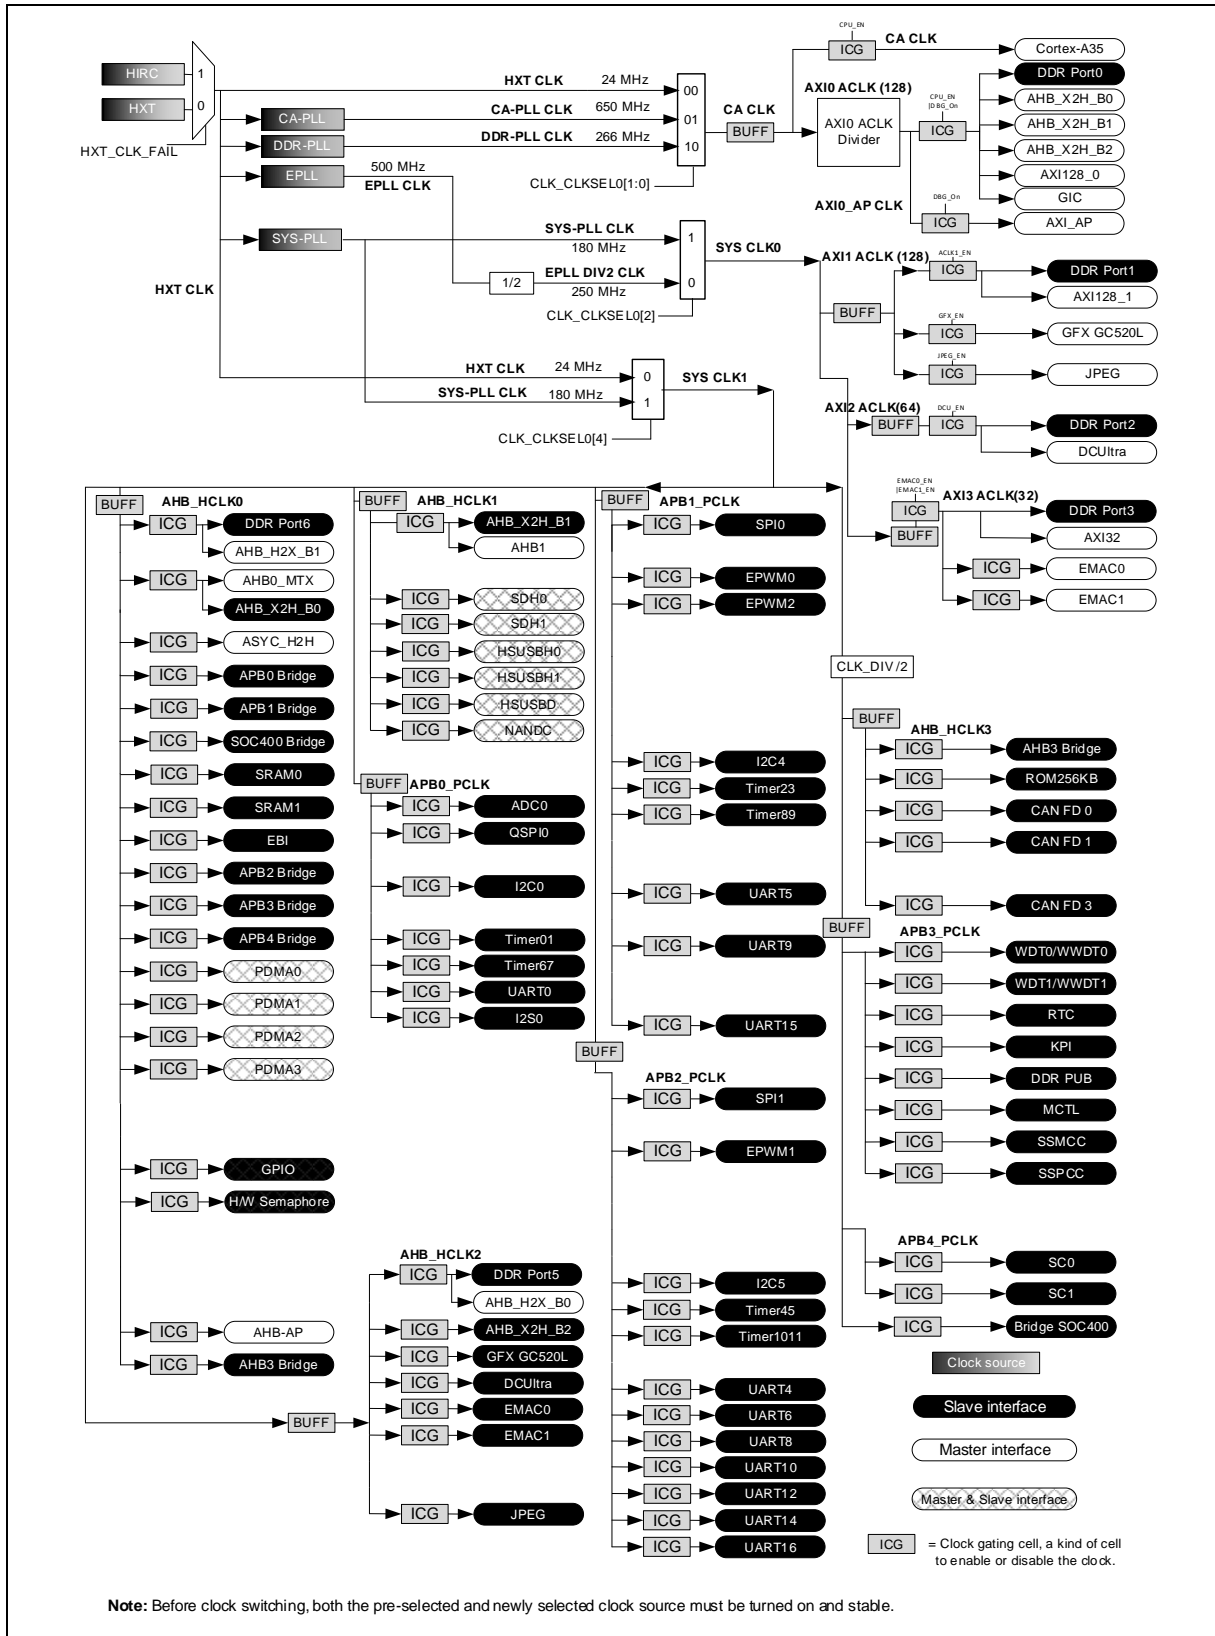 CPU_EN
CA CLK
ICG
Cortex-A35
HIRC
1
HXT
0
HXT_CLK_FAIL
HXT CLK
24 MHz
00
CA-PLL
CA-PLL CLK
650 MHz
01
DDR-PLL
DDR-PLL CLK
266 MHz
10
CA CLK
BUFF
CLK_CLKSEL0[1:0]
AXI0 ACLK (128)
AXI0 ACLK
Divider
CPU_EN
|DBG_On
ICG
DDR Port0
AHB_X2H_B0
AHB_X2H_B1
AHB_X2H_B2
AXI128_0
GIC
AXI0_AP CLK
DBG_On
ICG
AXI_AP
EPLL
500 MHz
EPLL CLK
SYS-PLL
SYS-PLL CLK
180 MHz
1
1/2
EPLL DIV2 CLK
250 MHz
0
SYS CLK0
CLK_CLKSEL0[2]
HXT CLK
AXI1 ACLK (128)
ACLK1_EN
ICG
DDR Port1
AXI128_1
BUFF
GFX_EN
ICG
GFX GC520L
JPEG_EN
ICG
JPEG
HXT CLK
24 MHz
0
SYS-PLL CLK
180 MHz
1
SYS CLK1
CLK_CLKSEL0[4]
AXI2 ACLK(64)
BUFF
DCU_EN
ICG
DDR Port2
DCUltra
EMAC0_EN
|EMAC1_EN
ICG
BUFF
AXI3 ACLK(32)
DDR Port3
AXI32
ICG
EMAC0
ICG
EMAC1
BUFF
AHB_HCLK0
ICG
DDR Port6
AHB_H2X_B1
ICG
AHB0_MTX
AHB_X2H_B0
ICG
ASYC_H2H
ICG
APB0 Bridge
ICG
APB1 Bridge
ICG
SOC400 Bridge
ICG
SRAM0
ICG
SRAM1
ICG
EBI
ICG
APB2 Bridge
ICG
APB3 Bridge
ICG
APB4 Bridge
ICG
PDMA0
ICG
PDMA1
ICG
PDMA2
ICG
PDMA3
ICG
GPIO
ICG
H/W Semaphore
ICG
AHB-AP
ICG
AHB3 Bridge
BUFF
AHB_HCLK1
ICG
AHB_X2H_B1
AHB1
ICG
SDH0
ICG
SDH1
ICG
HSUSBH0
ICG
HSUSBH1
ICG
HSUSBD
ICG
NANDC
BUFF
APB0_PCLK
ICG
ADC0
ICG
QSPI0
ICG
I2C0
ICG
Timer01
ICG
Timer67
ICG
UART0
ICG
I2S0
BUFF
AHB_HCLK2
ICG
DDR Port5
AHB_H2X_B0
ICG
AHB_X2H_B2
ICG
GFX GC520L
ICG
DCUltra
ICG
EMAC0
ICG
EMAC1
ICG
JPEG
BUFF
APB1_PCLK
ICG
SPI0
ICG
EPWM0
ICG
EPWM2
ICG
I2C4
ICG
Timer23
ICG
Timer89
ICG
UART5
ICG
UART9
ICG
UART15
BUFF
APB2_PCLK
ICG
SPI1
ICG
EPWM1
ICG
I2C5
ICG
Timer45
ICG
Timer1011
ICG
UART4
ICG
UART6
ICG
UART8
ICG
UART10
ICG
UART12
ICG
UART14
ICG
UART16
CLK_DIV/2
BUFF
AHB_HCLK3
ICG
AHB3 Bridge
ICG
ROM256KB
ICG
CAN FD 0
ICG
CAN FD 1
ICG
CAN FD 3
BUFF
APB3_PCLK
ICG
WDT0/WWDT0
ICG
WDT1/WWDT1
ICG
RTC
ICG
KPI
ICG
DDR PUB
ICG
MCTL
ICG
SSMCC
ICG
SSPCC
APB4_PCLK
ICG
SC0
ICG
SC1
ICG
Bridge SOC400
Clock source
Slave interface
Master interface
Master & Slave interface
ICG
= Clock gating cell, a kind of cell
to enable or disable the clock.
Note: Before clock switching, both the pre-selected and newly selected clock source must be turned on and stable.